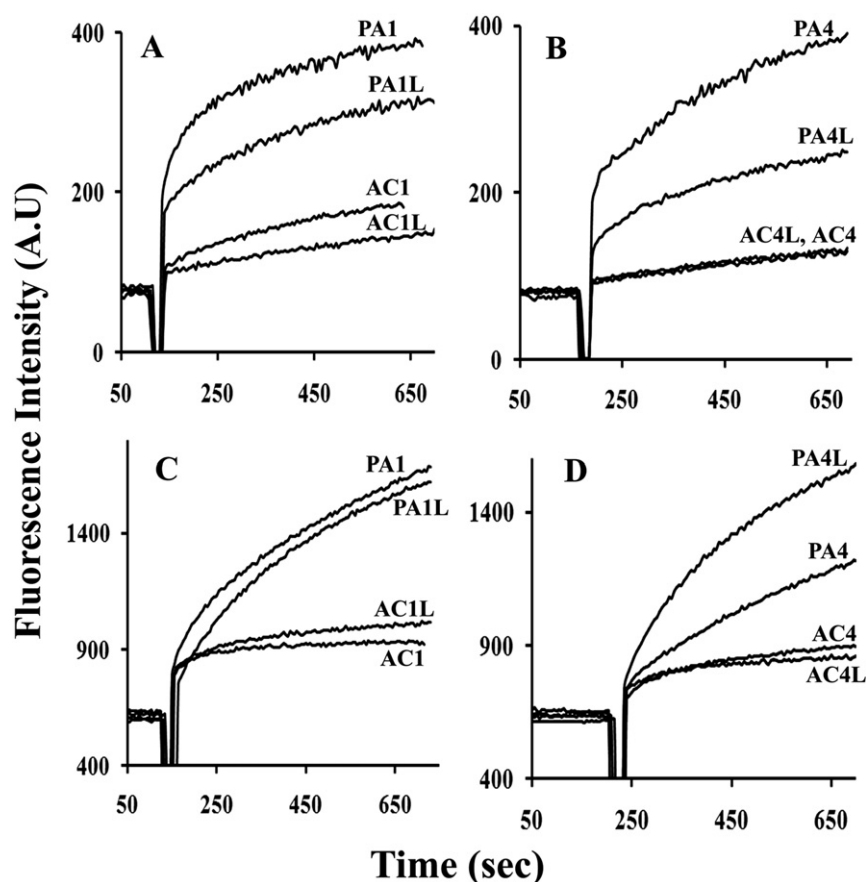 Fluorescence Intensity (A.U)
A
400
200
0
50 250 450 650
PA1
PA1L
AC1
AC1L
B
400
200
0
50 250 450 650
PA4
PA4L
AC4L, AC4
C
1400
900
400
50 250 450 650
PA1
PA1L
AC1L
AC1
D
1400
900
400
50 250 450 650
PA4L
PA4
AC4
AC4L
Time (sec)